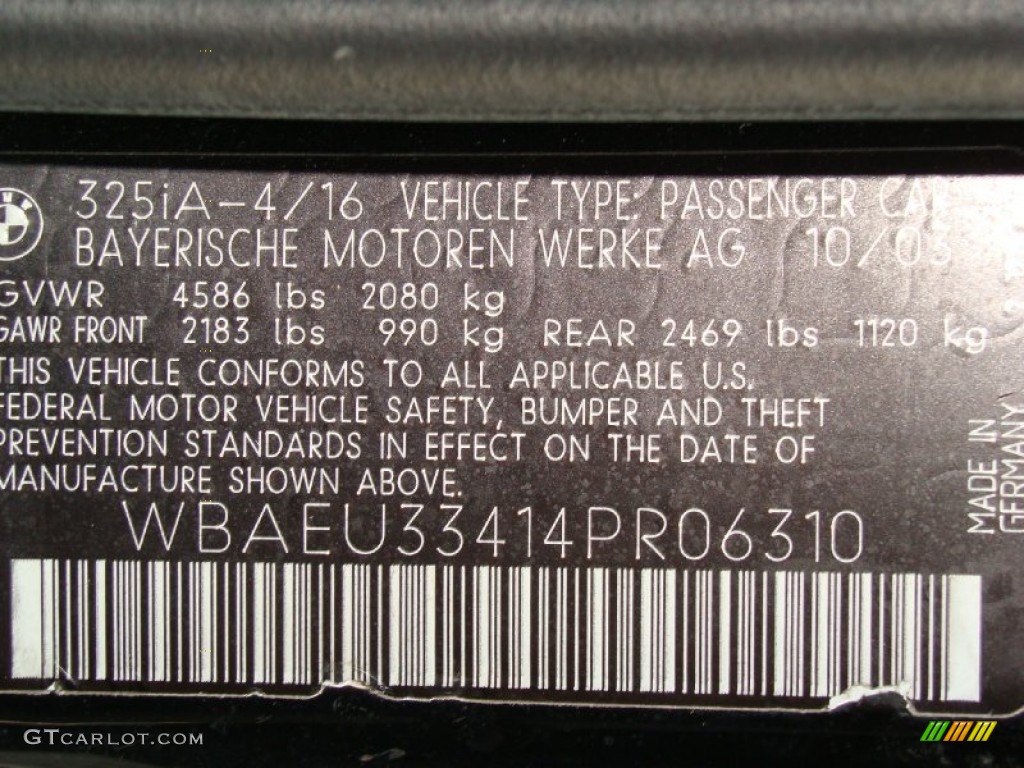 325iA-4/16 VEHICLE TYPE: PASSENGER CAR
BAYERISCHE MOTOREN WERKE AG 10/03
GVWR 4586 lbs 2080 kg
GAWR FRONT 2183 lbs 990 kg REAR 2469 lbs 1120 kg
THIS VEHICLE CONFORMS TO ALL APPLICABLE U.S.
FEDERAL MOTOR VEHICLE SAFETY, BUMPER AND THEFT
PREVENTION STANDARDS IN EFFECT ON THE DATE OF
MANUFACTURE SHOWN ABOVE.
WBAEU33414PR06310
MADE IN
GERMANY
GTCARLOT.COM